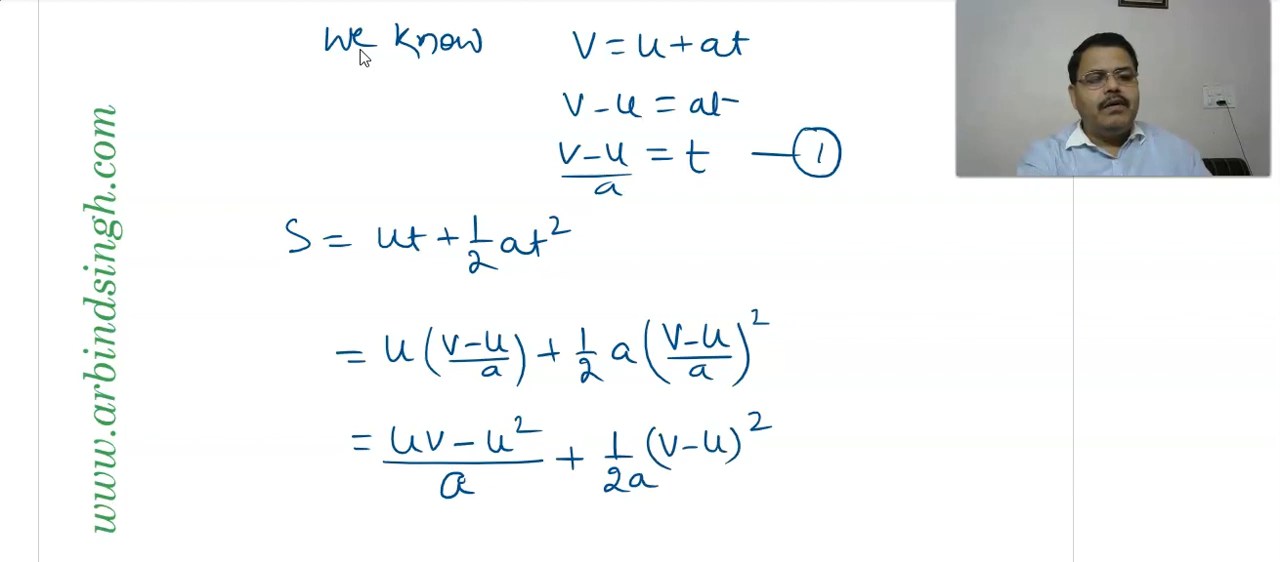 We know V = u + at
V - u = at
V - u / a = t — 1
S = ut + 1/2 at²
= u (V - u / a) + 1/2 a (V - u / a)²
= uv - u² / a + 1/2a (V - u)²
www.arbindsingh.com